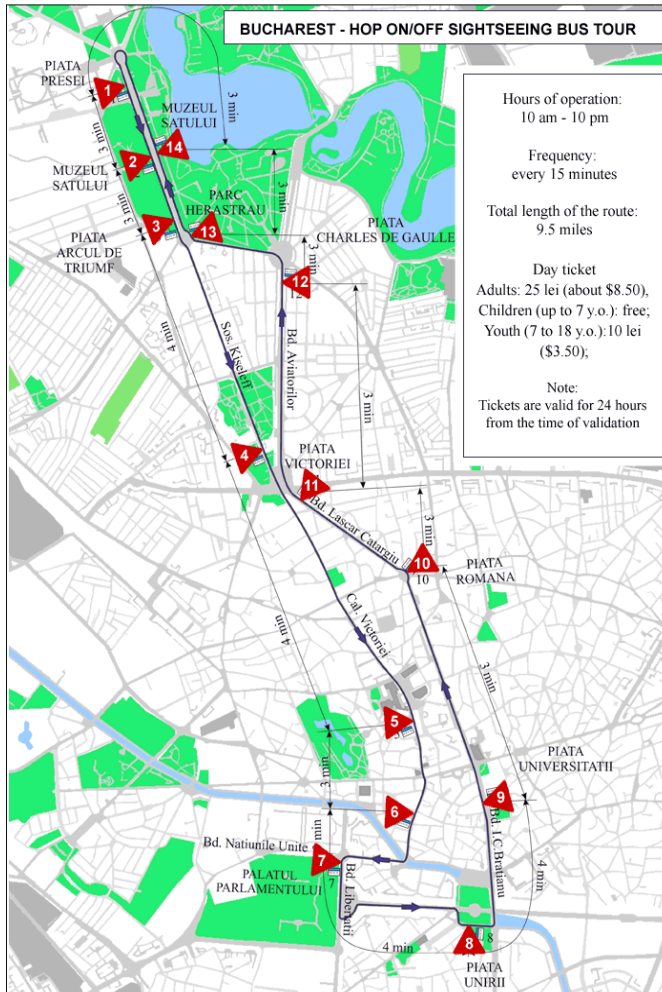 BUCHAREST - HOP ON/OFF SIGHTSEEING BUS TOUR
Hours of operation:
10 am - 10 pm
Frequency:
every 15 minutes
Total length of the route:
9.5 miles
Day ticket
Adults: 25 lei (about $8.50),
Children (up to 7 y.o.): free;
Youth (7 to 18 y.o.):10 lei
($3.50);
Note:
Tickets are valid for 24 hours
from the time of validation
PIATA
PRESEI
1
3 min
MUZEUL
SATULUI
14
3 min
2
MUZEUL
SATULUI
3 min
PARC
HERASTRAU
3 min
3
13
PIATA
ARCUL DE
TRIUMF
PIATA
CHARLES DE GAULLE
3 min
12
12
Sos. Kiseleff
Bd. Aviatorilor
4 min
3 min
4
PIATA
VICTORIEI
11
Bd. Lascar Catargiu
3 min
10
10
PIATA
ROMANA
Cal. Victoriei
4 min
3 min
5
3 min
PIATA
UNIVERSITATII
9
6
min
Bd. I.C.Bratianu
4 min
Bd. Natiunile Unite
7
7
PALATUL
PARLAMENTULUI
Bd. Libertatii
8
8
4 min
PIATA
UNIRII